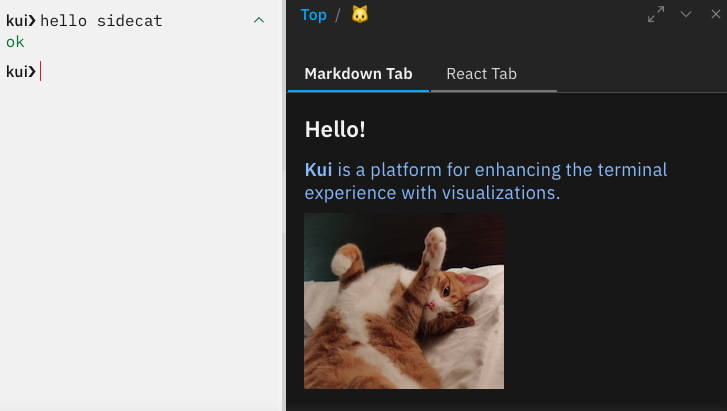 kui❯ hello sidecat
ok
kui❯
Top / 🐱
Markdown Tab
React Tab
Hello!
Kui is a platform for enhancing the terminal
experience with visualizations.